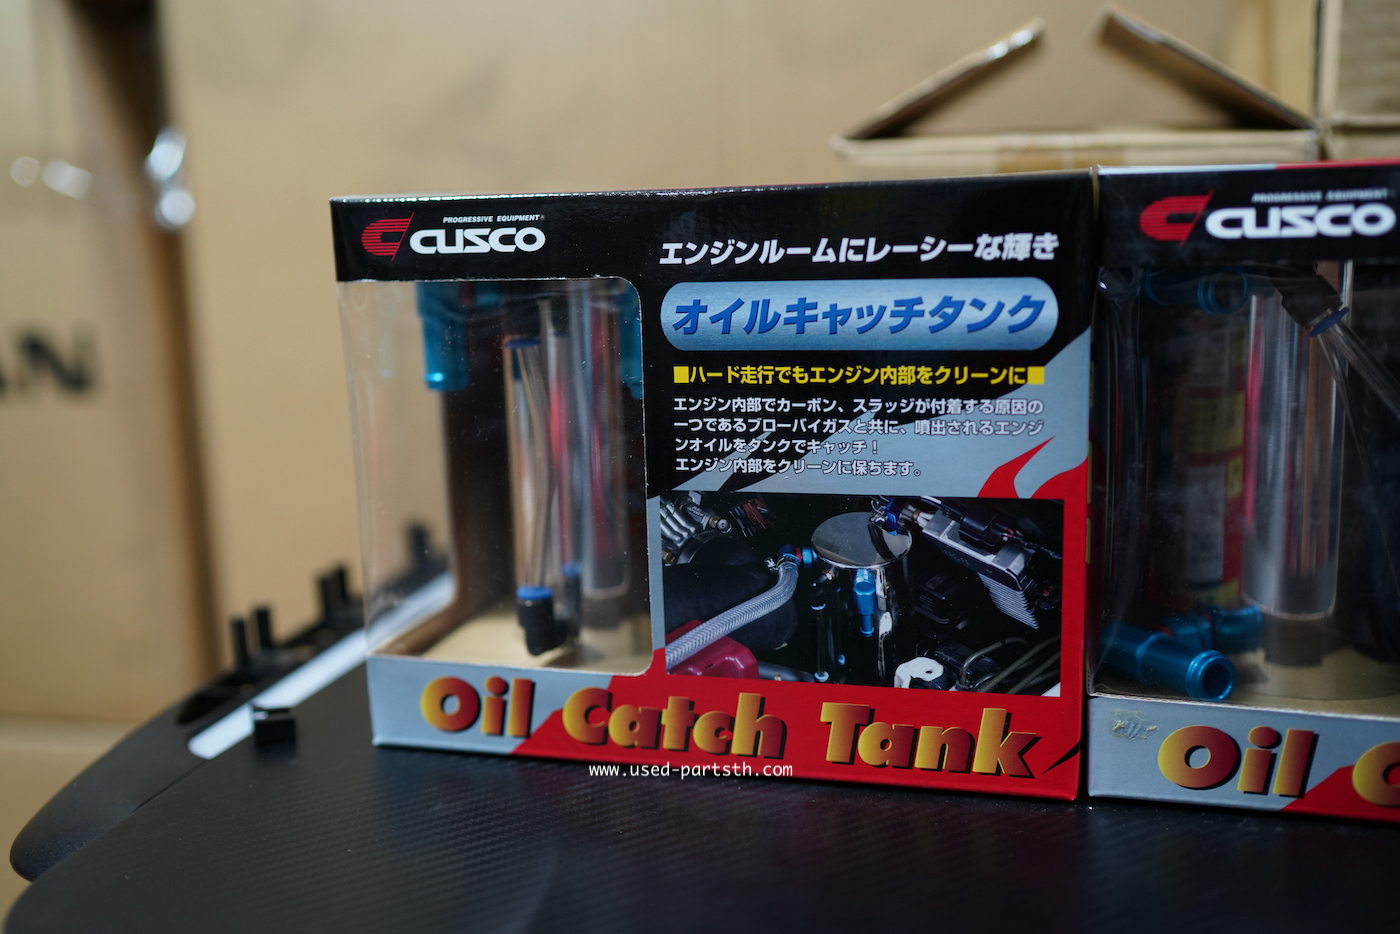 PROGRESSIVE EQUIPMENT
CUSCO
エンジンルームにレーシーな輝き
オイルキャッチタンク
■ハード走行でもエンジン内部をクリーンに■
エンジン内部でカーボン、スラッジが付着する原因の
一つであるブローバイガスと共に、噴出されるエンジ
ンオイルをタンクでキャッチ！
エンジン内部をクリーンに保ちます。
Oil Catch Tank
PROGRESSIVE EQUIPMENT
CUSCO
Oil C
www.used-partsth.com